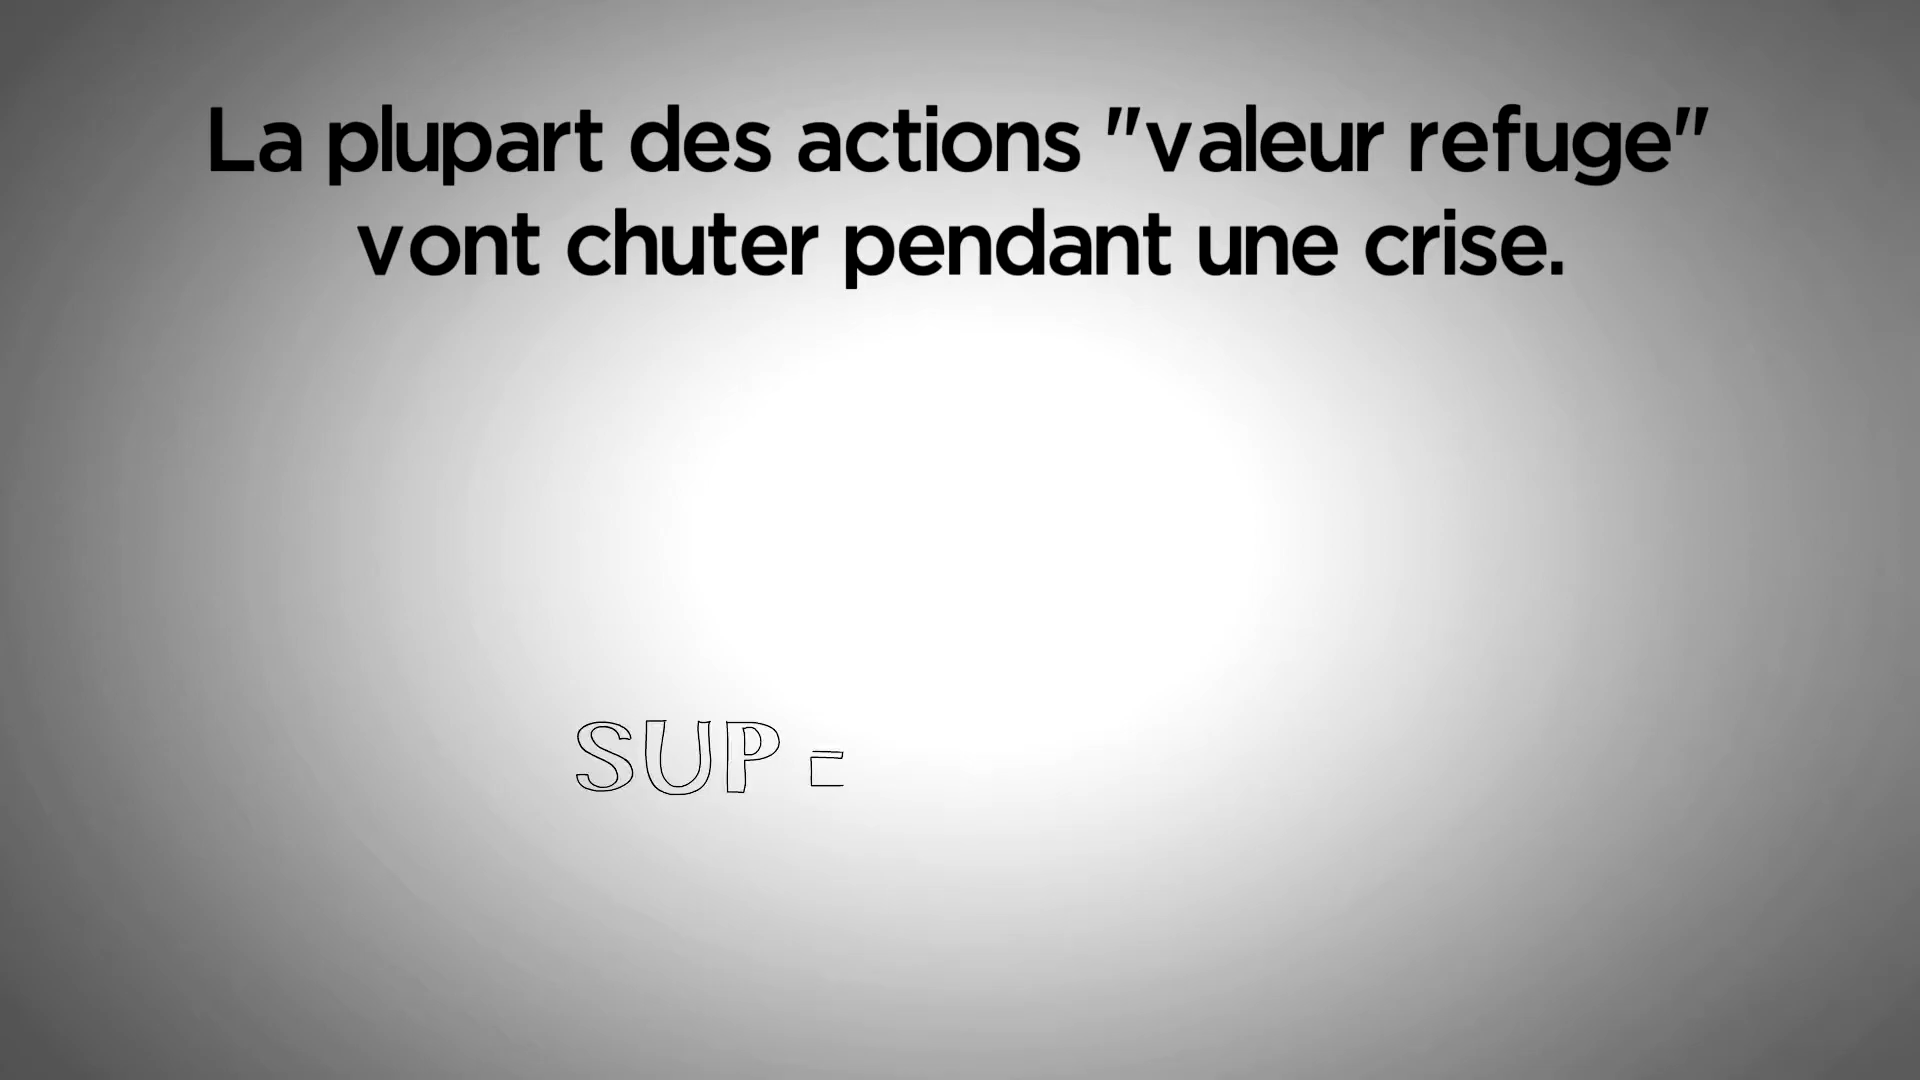 La plupart des actions "valeur refuge"
vont chuter pendant une crise.
SUP